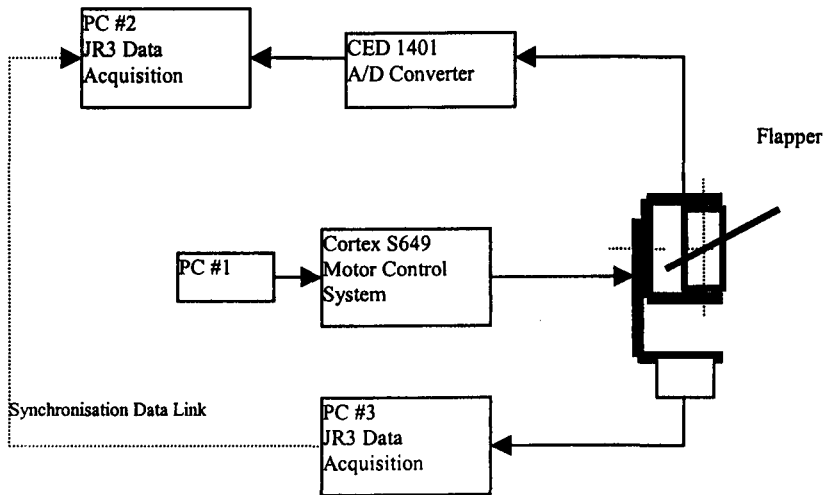 PC #2
JR3 Data
Acquisition
CED 1401
A/D Converter
Flapper
PC #1
Cortex S649
Motor Control
System
Synchronisation Data Link
PC #3
JR3 Data
Acquisition